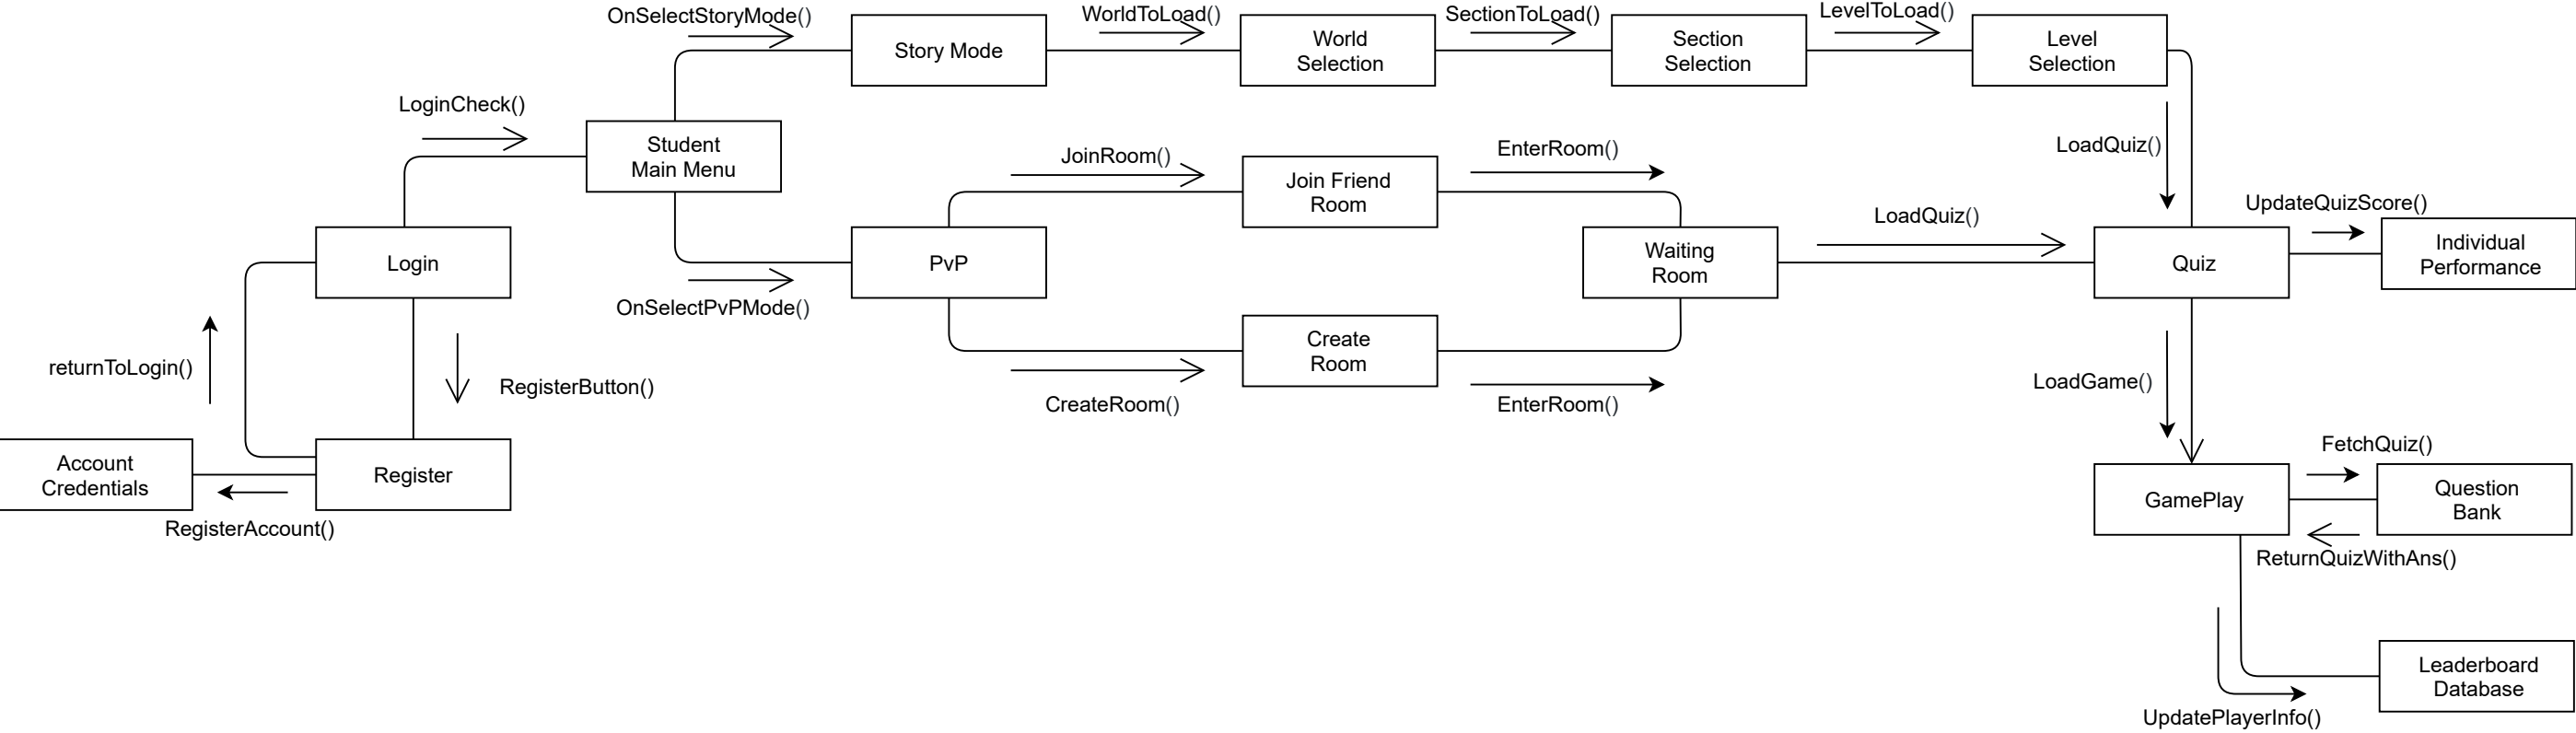 OnSelectStoryMode()
Story Mode
WorldToLoad()
World
Selection
SectionToLoad()
Section
Selection
LevelToLoad()
Level
Selection
LoginCheck()
Student
Main Menu
JoinRoom()
Join Friend
Room
EnterRoom()
LoadQuiz()
UpdateQuizScore()
Login
OnSelectPvPMode()
PvP
Waiting
Room
LoadQuiz()
Quiz
Individual
Performance
returnToLogin()
RegisterButton()
CreateRoom()
Create
Room
EnterRoom()
LoadGame()
Account
Credentials
RegisterAccount()
Register
GamePlay
FetchQuiz()
Question
Bank
ReturnQuizWithAns()
Leaderboard
Database
UpdatePlayerInfo()